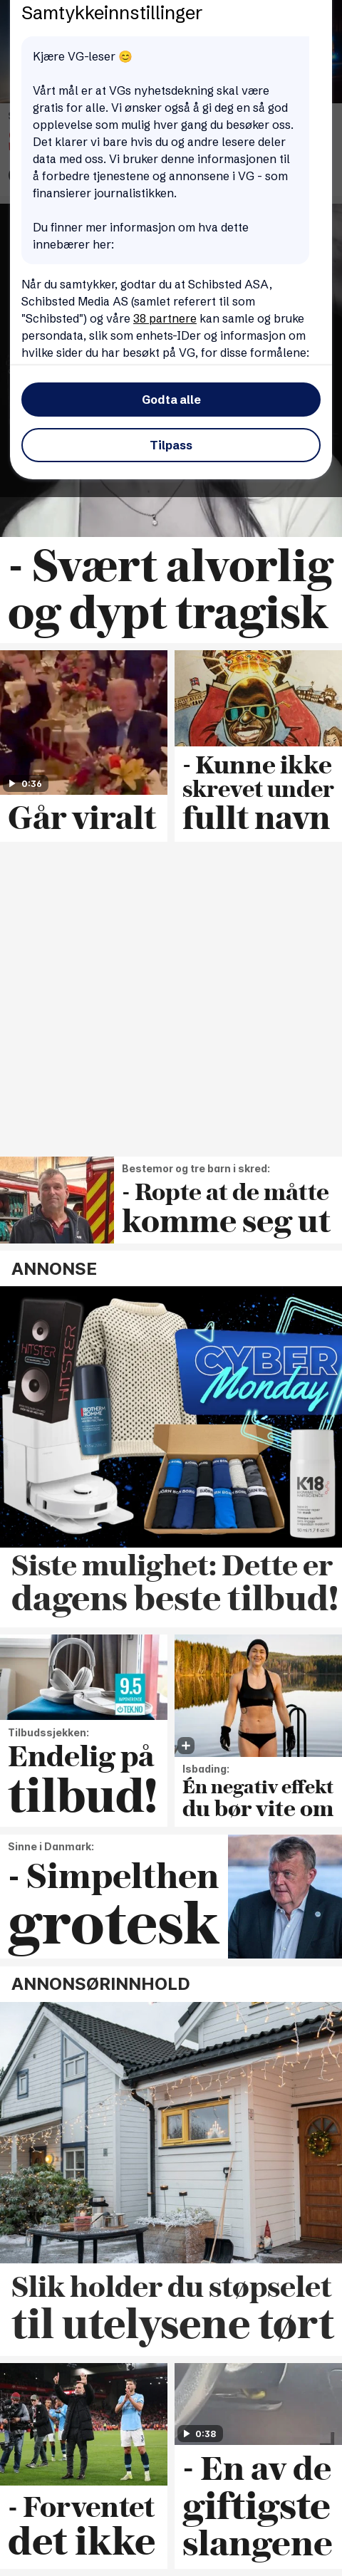 Samtykkeinnstillinger
Kjære VG-leser 😊
Vårt mål er at VGs nyhetsdekning skal være
gratis for alle. Vi ønsker også å gi deg en så god
opplevelse som mulig hver gang du besøker oss.
Det klarer vi bare hvis du og andre lesere deler
data med oss. Vi bruker denne informasjonen til
å forbedre tjenestene og annonsene i VG - som
finansierer journalistikken.
Du finner mer informasjon om hva dette
innebærer her:
Når du samtykker, godtar du at Schibsted ASA,
Schibsted Media AS (samlet referert til som
"Schibsted") og våre 38 partnere kan samle og bruke
persondata, slik som enhets-IDer og informasjon om
hvilke sider du har besøkt på VG, for disse formålene:
Godta alle
Tilpass
- Svært alvorlig
og dypt tragisk
0:36
Går viralt
- Kunne ikke
skrevet under
fullt navn
Bestemor og tre barn i skred:
- Ropte at de måtte
komme seg ut
ANNONSE
HITSTER
HITSTER
BIOTHERM
HOMME
CYBER
Monday
BJÖRN BORG
K18
Siste mulighet: Dette er
dagens beste tilbud!
9.5
TEK.NO
Tilbudssjekken:
Endelig på
tilbud!
Isbading:
Én negativ effekt
du bør vite om
Sinne i Danmark:
- Simpelthen
grotesk
ANNONSØRINNHOLD
Slik holder du støpselet
til utelysene tørt
- Forventet
det ikke
0:38
- En av de
giftigste
slangene